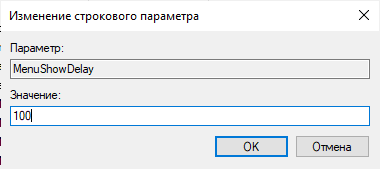 Изменение строкового параметра
Параметр:
MenuShowDelay
Значение:
100
OK
Отмена